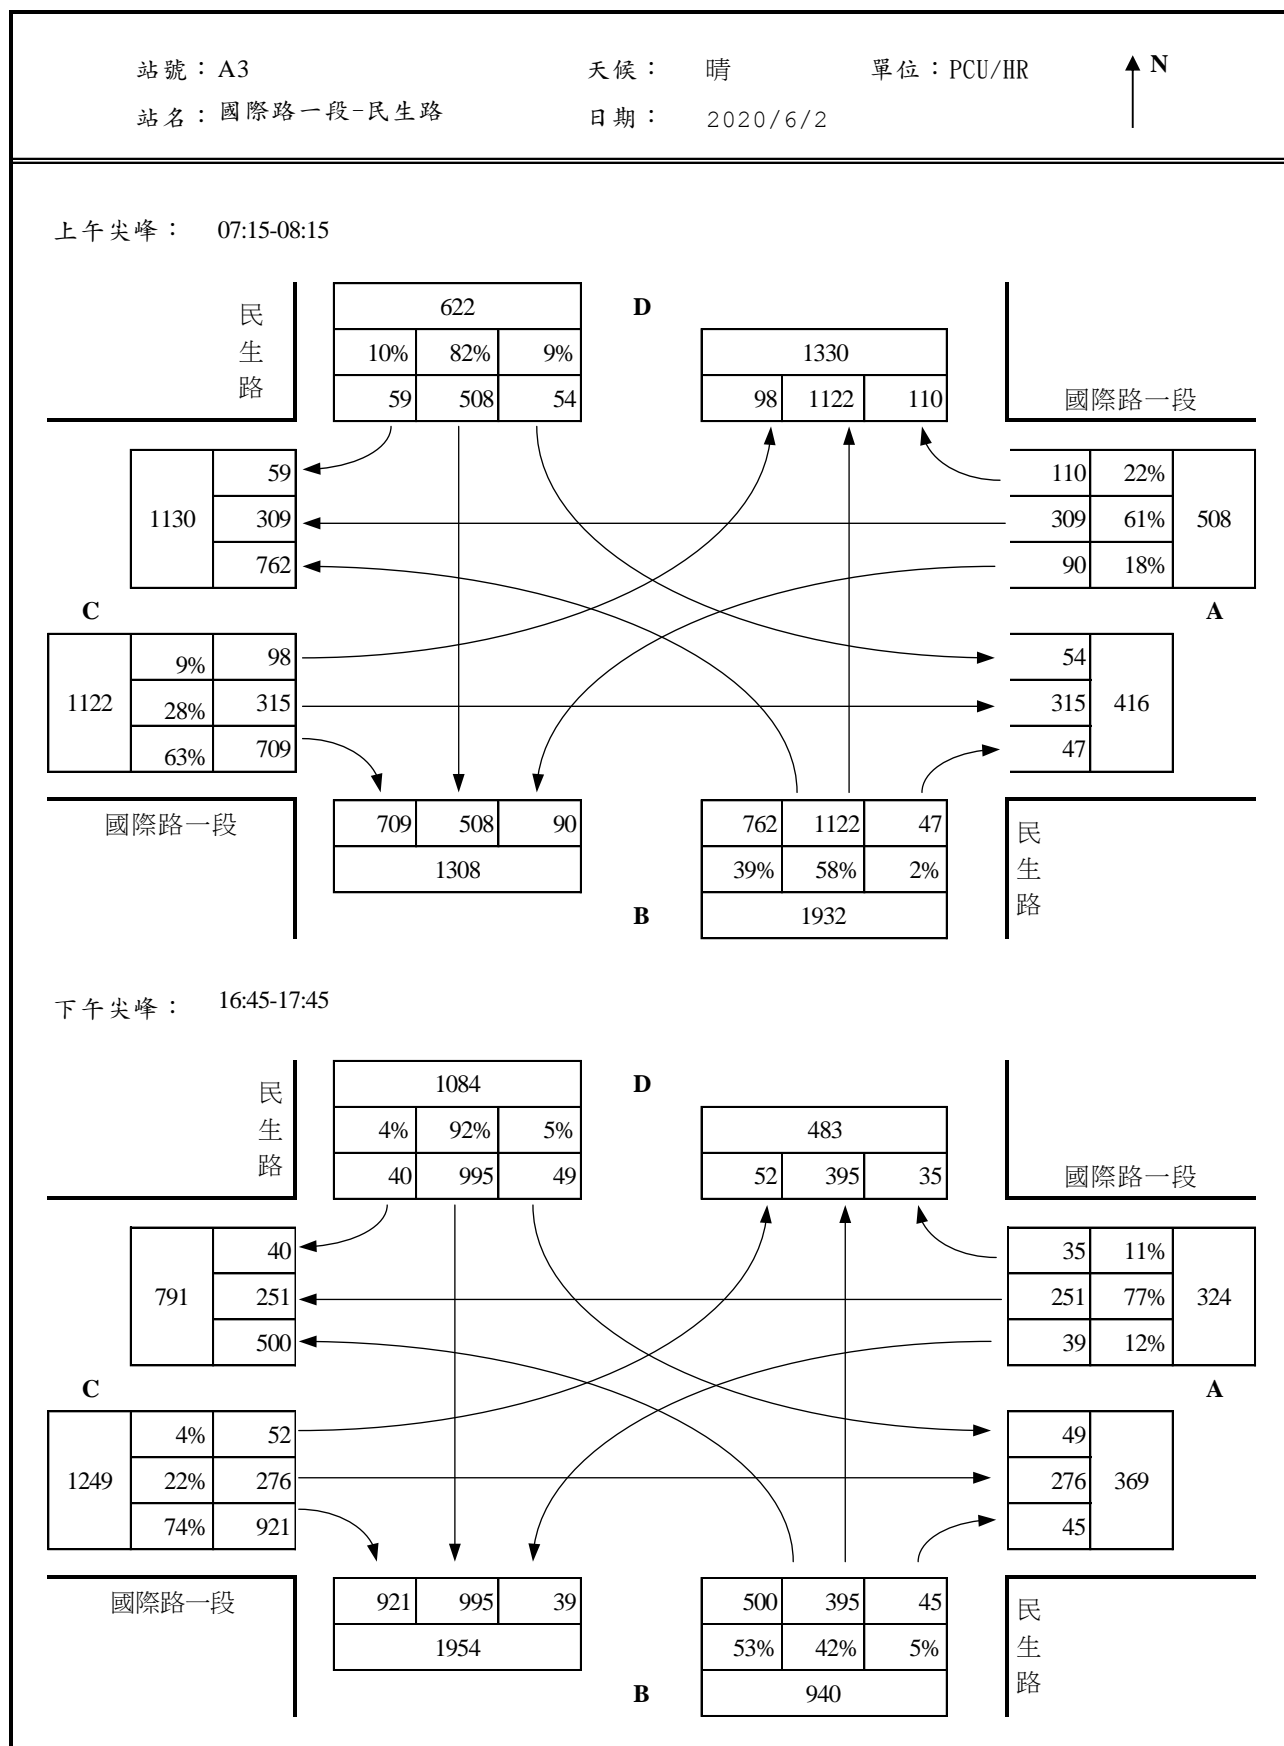 站號：A3 天候： 晴 單位：PCU/HR N
站名：國際路一段-民生路 日期： 2020/6/2
上午尖峰： 07:15-08:15
民生路
622
10% 82% 9%
59 508 54
D
1330
98 1122 110
國際路一段
59
309
762
1130
110 22%
309 61%
90 18%
508
C
A
1122
9% 98
28% 315
63% 709
54
315
47
416
國際路一段
709 508 90
1308
B
762 1122 47
39% 58% 2%
1932
民生路
下午尖峰： 16:45-17:45
民生路
1084
4% 92% 5%
40 995 49
D
483
52 395 35
國際路一段
40
251
500
791
35 11%
251 77%
39 12%
324
C
A
1249
4% 52
22% 276
74% 921
49
276
45
369
國際路一段
921 995 39
1954
B
500 395 45
53% 42% 5%
940
民生路